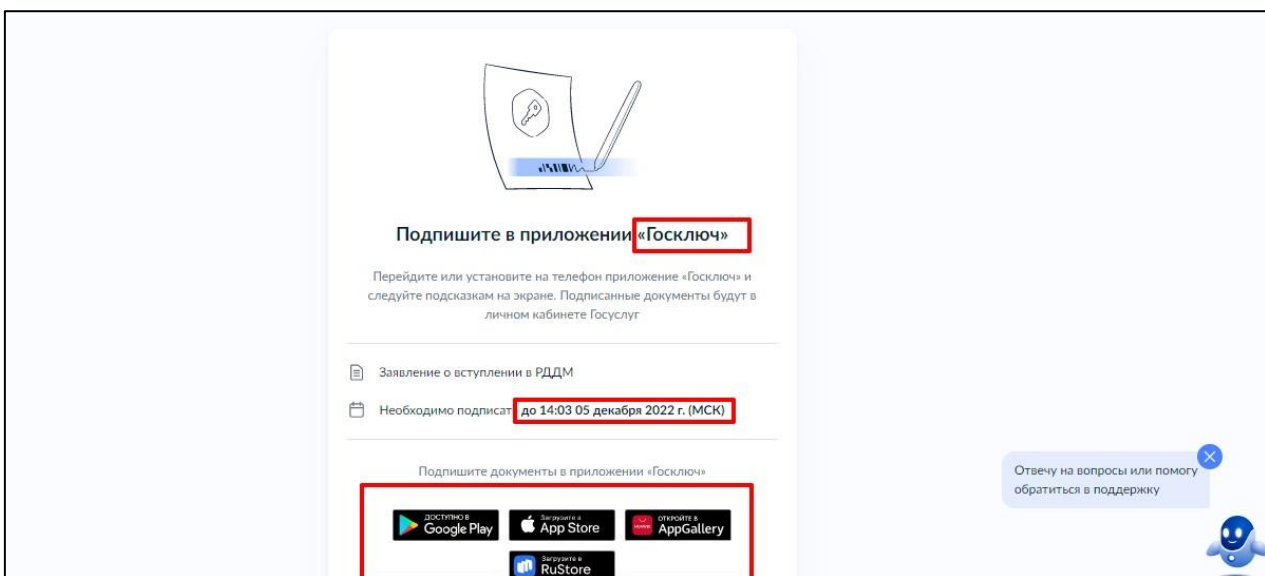 Подпишите в приложении «Госключ»
Перейдите или установите на телефон приложение «Госключ» и
следуйте подсказкам на экране. Подписанные документы будут в
личном кабинете Госуслуг
Заявление о вступлении в РДДМ
Необходимо подписат до 14:03 05 декабря 2022 г. (МСК)
Подпишите документы в приложении «Госключ»
Отвечу на вопросы или помогу
обратиться в поддержку
ДОСТУПНО В
Google Play
Загрузите в
App Store
ОТКРОЙТЕ В
AppGallery
Загрузите в
RuStore